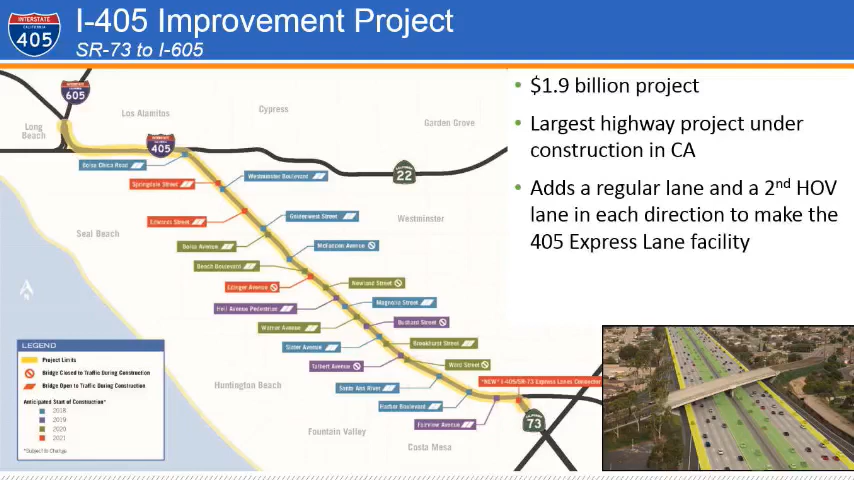 INTERSTATE
CALIFORNIA
405
I-405 Improvement Project
SR-73 to I-605
605
Long
Beach
Los Alamitos
Cypress
Garden Grove
405
22
Bolsa Chica Road
Westminster Boulevard
Springdale Street
Goldenwest Street
Edwards Street
Westminster
Seal Beach
Bolsa Avenue
McFadden Avenue
Beach Boulevard
Edinger Avenue
Newland Street
Heil Avenue Pedestrian
Magnolia Street
Warner Avenue
Bushard Street
Slater Avenue
Brookhurst Street
Talbert Avenue
Ward Street
Huntington Beach
Santa Ana River
*NEW* I-405/SR-73 Express Lanes Connector
Harbor Boulevard
Fairview Avenue
73
Fountain Valley
Costa Mesa
LEGEND
Project Limits
Bridge Closed to Traffic During Construction
Bridge Open to Traffic During Construction
Anticipated Start of Construction*
2018
2019
2020
2021
*Subject to Change
• $1.9 billion project
• Largest highway project under
construction in CA
• Adds a regular lane and a 2nd HOV
lane in each direction to make the
405 Express Lane facility